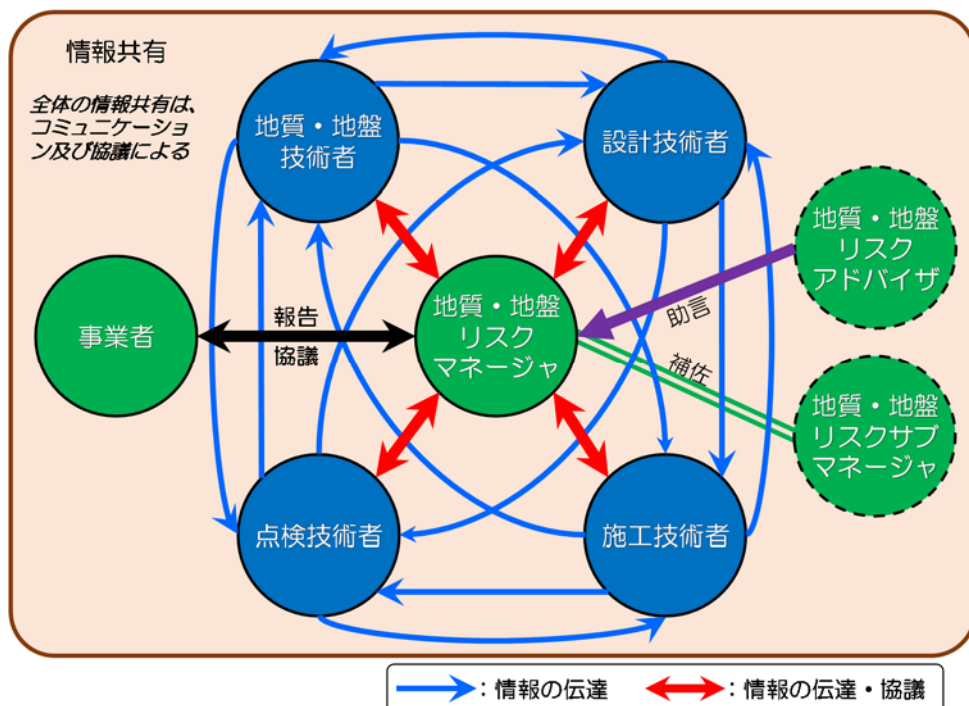 情報共有
全体の情報共有は、
コミュニケーショ
ン及び協議による
地質・地盤
技術者
設計技術者
地質・地盤
リスク
アドバイザ
事業者
報告
協議
地質・地盤
リスク
マネージャ
助言
補佐
地質・地盤
リスクサブ
マネージャ
点検技術者
施工技術者
：情報の伝達
：情報の伝達・協議